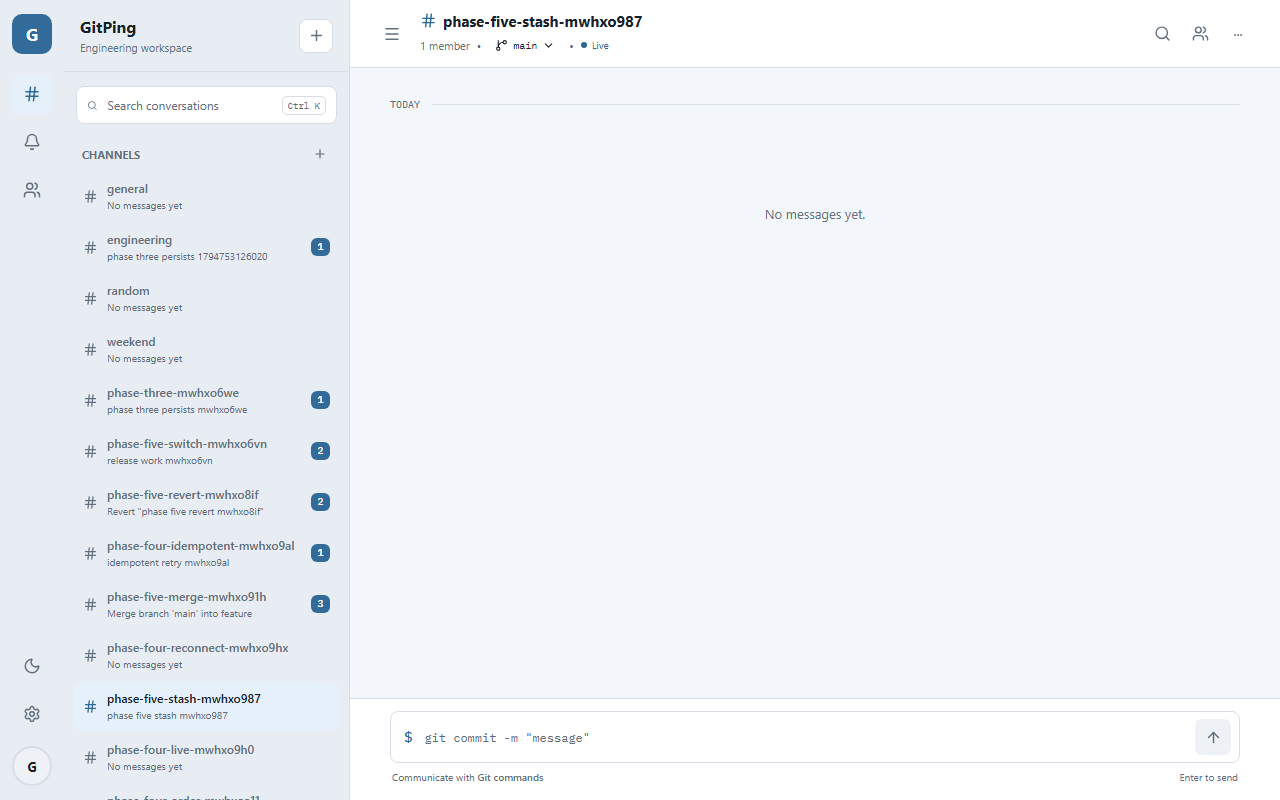 G
GitPing
Engineering workspace
Search conversations
Ctrl K
CHANNELS
general
No messages yet
engineering
1
phase three persists 1794753126020
random
No messages yet
weekend
No messages yet
phase-three-mwhxo6we
1
phase three persists mwhxo6we
phase-five-switch-mwhxo6vn
2
release work mwhxo6vn
phase-five-revert-mwhxo8if
2
Revert "phase five revert mwhxo8if"
phase-four-idempotent-mwhxo9al
1
idempotent retry mwhxo9al
phase-five-merge-mwhxo91h
3
Merge branch 'main' into feature
phase-four-reconnect-mwhxo9hx
No messages yet
phase-five-stash-mwhxo987
phase five stash mwhxo987
phase-four-live-mwhxo9h0
No messages yet
G
# phase-five-stash-mwhxo987
1 member • main • Live
TODAY
No messages yet.
$ git commit -m "message"
Communicate with Git commands
Enter to send